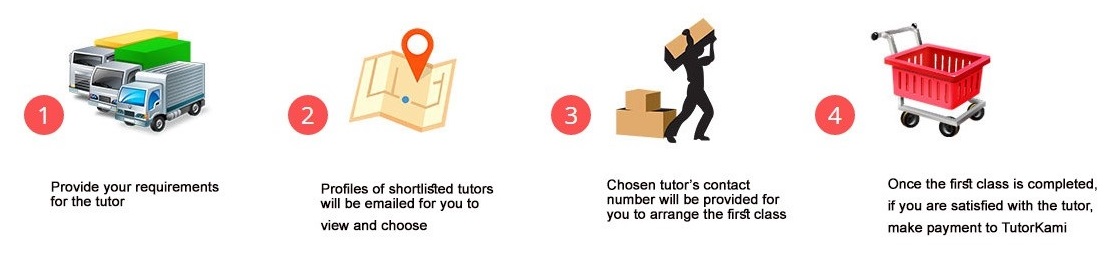 1
Provide your requirements
for the tutor
2
Profiles of shortlisted tutors
will be emailed for you to
view and choose
3
Chosen tutor's contact
number will be provided for
you to arrange the first class
4
Once the first class is completed,
if you are satisfied with the tutor,
make payment to TutorKami